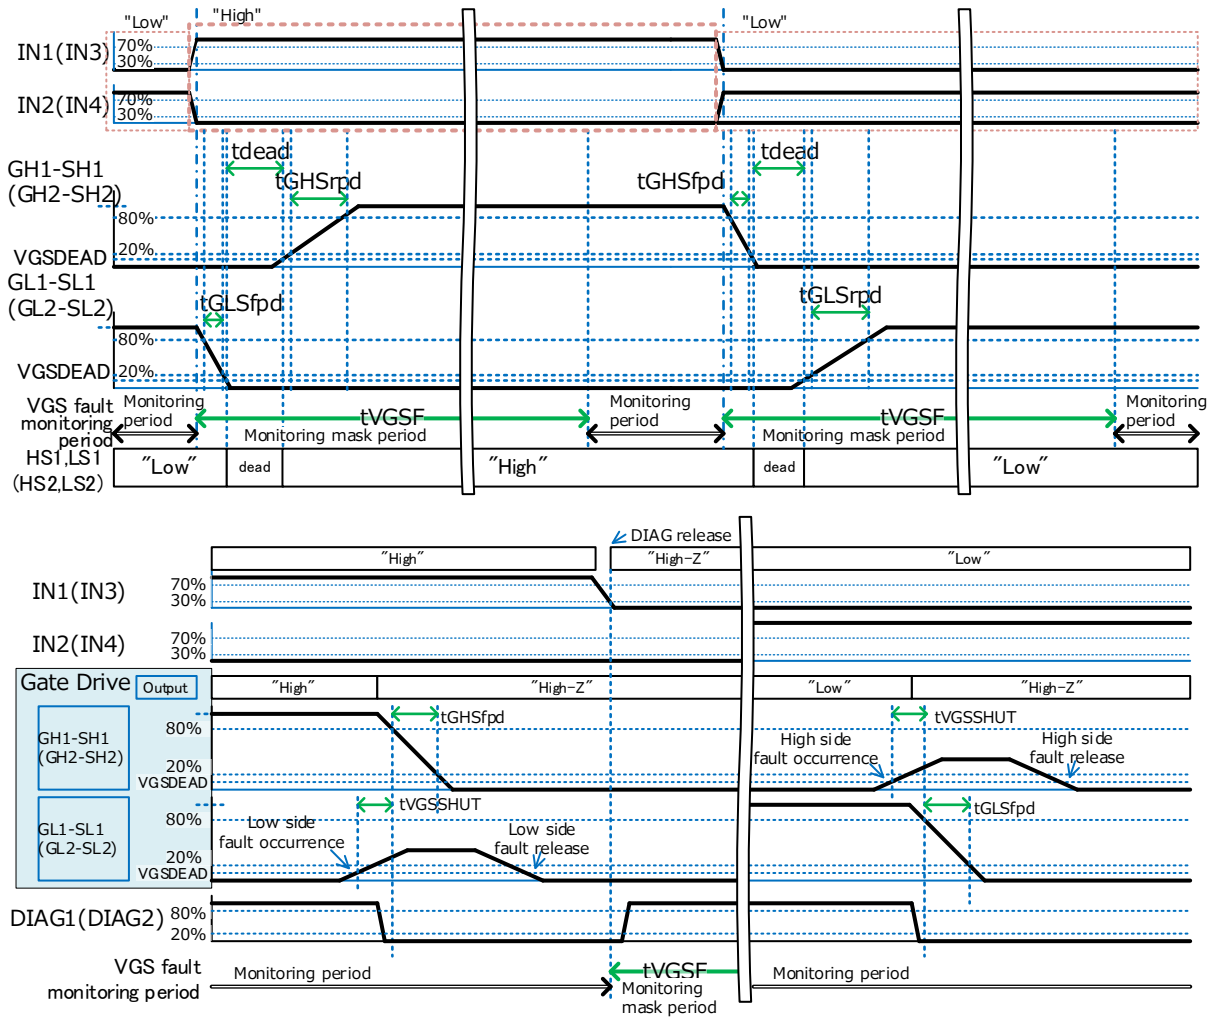 "Low" "High" "Low"
IN1(IN3) 70%
30%
IN2(IN4) 70%
30%
tdead tdead
GH1-SH1
(GH2-SH2) tGHSrpd tGHSfpd
80%
20%
VGSDEAD
GL1-SL1
(GL2-SL2) tGLSfpd tGLSrpd
80%
20%
VGSDEAD
VGS fault
monitoring
period
Monitoring
period
tVGSF
Monitoring mask period
Monitoring
period
tVGSF
Monitoring mask period
Monitoring
period
HS1,LS1
(HS2,LS2)
"Low" dead "High" dead "Low"
DIAG release
"High" "High-Z" "Low"
IN1(IN3) 70%
30%
IN2(IN4) 70%
30%
Gate Drive Output "High" "High-Z" "Low" "High-Z"
GH1-SH1
(GH2-SH2)
80%
20%
VGSDEAD
tGHSfpd
tVGSSHUT
High side
fault occurrence
High side
fault release
GL1-SL1
(GL2-SL2)
80%
20%
VGSDEAD
tVGSSHUT
tGLSfpd
Low side
fault occurrence
Low side
fault release
DIAG1(DIAG2) 80%
20%
VGS fault
monitoring period
Monitoring period
tVGSF
Monitoring
mask period
Monitoring period